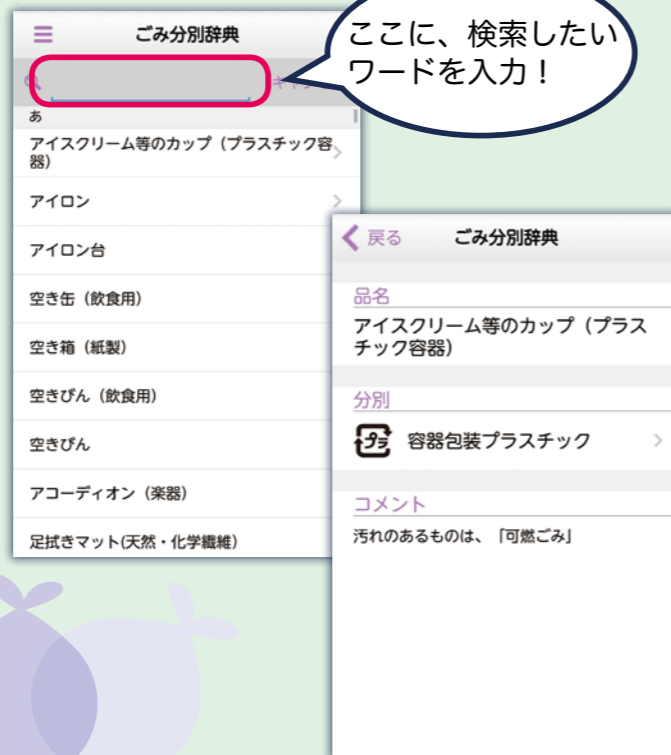 ごみ分別辞典
ここに、検索したい
ワードを入力！
あ
アイスクリーム等のカップ（プラスチック容
器）
アイロン
アイロン台
空き缶（飲食用）
空き箱（紙製）
空きびん（飲食用）
空きびん
アコーディオン（楽器）
足拭きマット(天然・化学繊維）
戻る
ごみ分別辞典
品名
アイスクリーム等のカップ（プラス
チック容器）
分別
プラ
容器包装プラスチック
コメント
汚れのあるものは、「可燃ごみ」